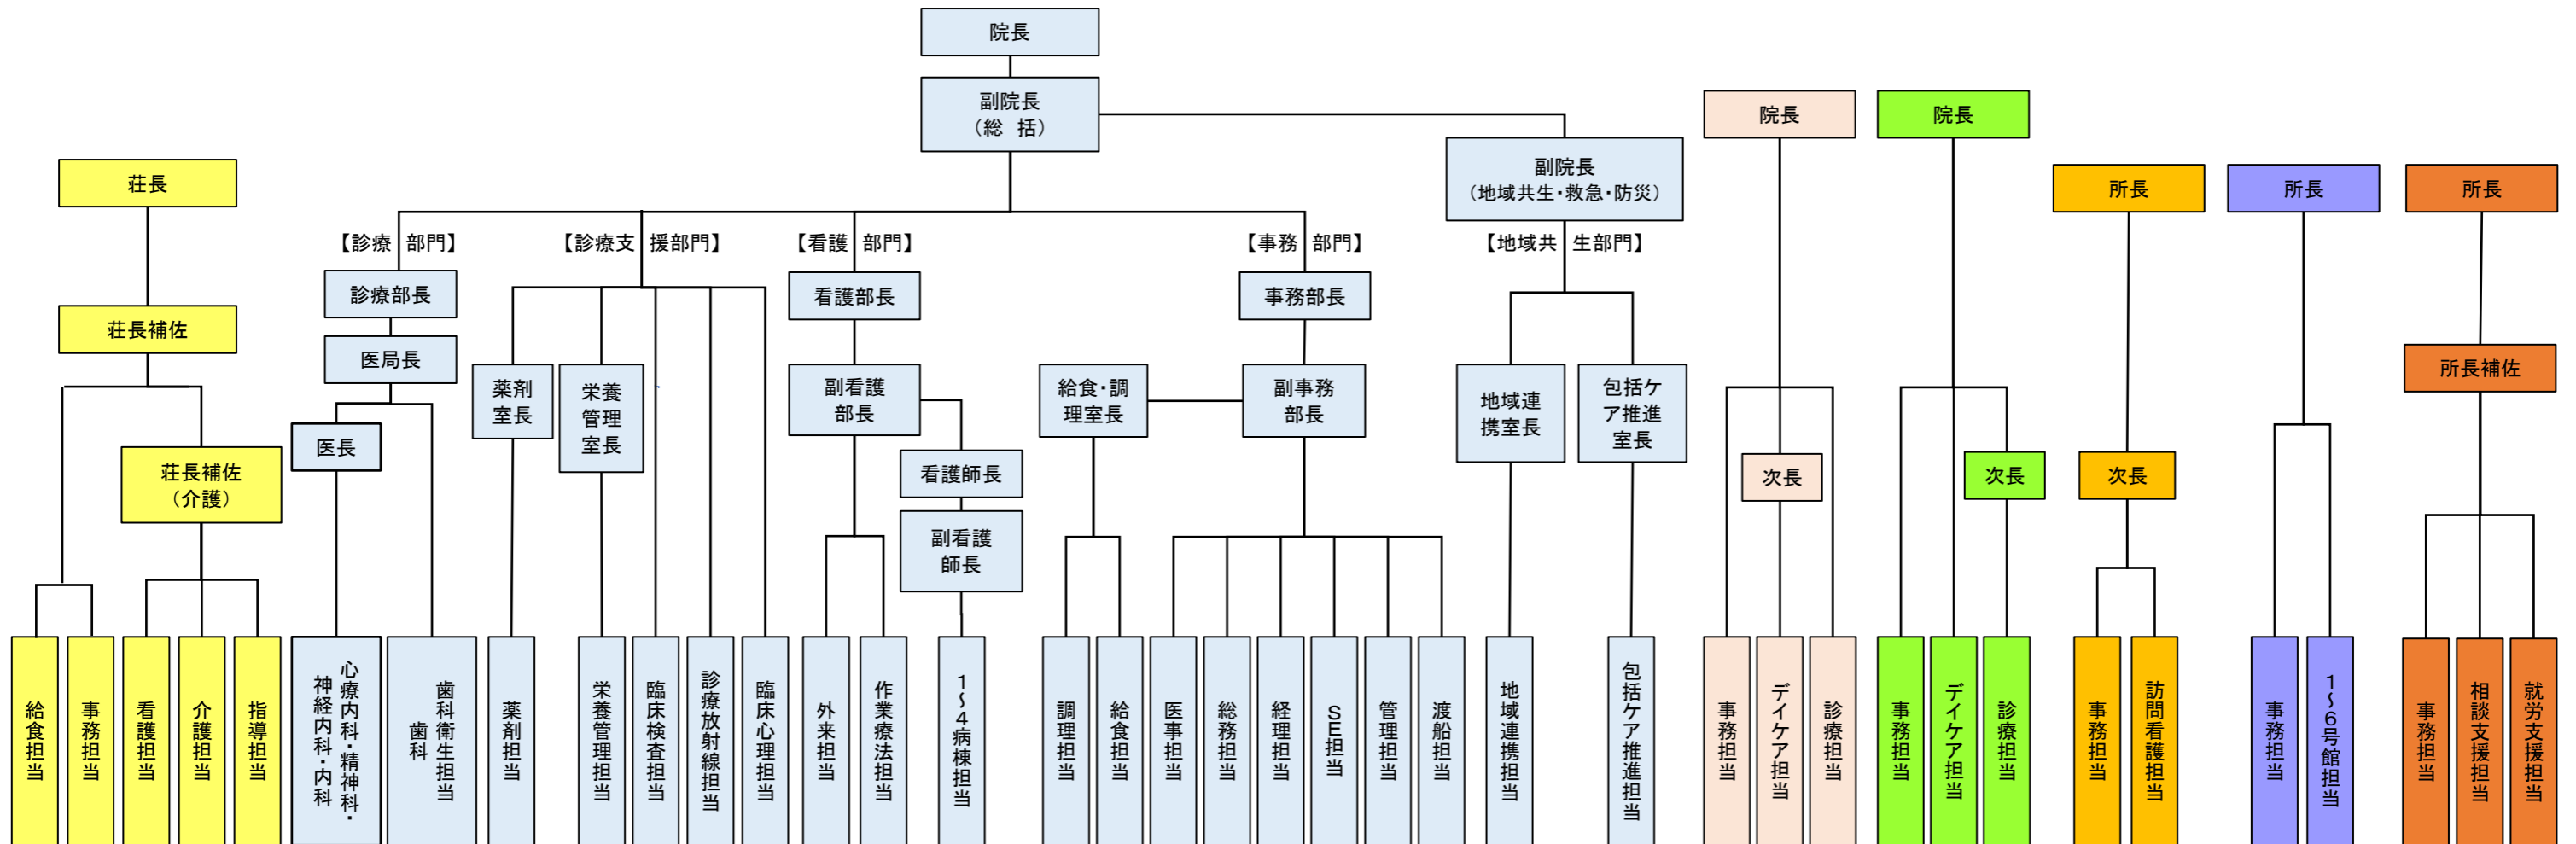 院長
副院長
（総　括）
院長
院長
副院長
（地域共生・救急・防災）
荘長
所長
所長
所長
【診療　部門】
【診療支　援部門】
【看護　部門】
【事務　部門】
【地域共　生部門】
診療部長
看護部長
事務部長
荘長補佐
医局長
所長補佐
薬剤
室長
栄養
管理
室長
副看護
部長
給食・調
理室長
副事務
部長
地域連
携室長
包括ケ
ア推進
室長
医長
荘長補佐
（介護）
看護師長
次長
次長
次長
副看護
師長
給食担当
事務担当
看護担当
介護担当
指導担当
心療内科・精神科・
神経内科・内科
歯科衛生担当
歯科
薬剤担当
栄養管理担当
臨床検査担当
診療放射線担当
臨床心理担当
外来担当
作業療法担当
１～４病棟担当
調理担当
給食担当
医事担当
総務担当
経理担当
ＳＥ担当
管理担当
渡船担当
地域連携担当
包括ケア推進担当
事務担当
デイケア担当
診療担当
事務担当
デイケア担当
診療担当
事務担当
訪問看護担当
事務担当
１～６号館担当
事務担当
相談支援担当
就労支援担当